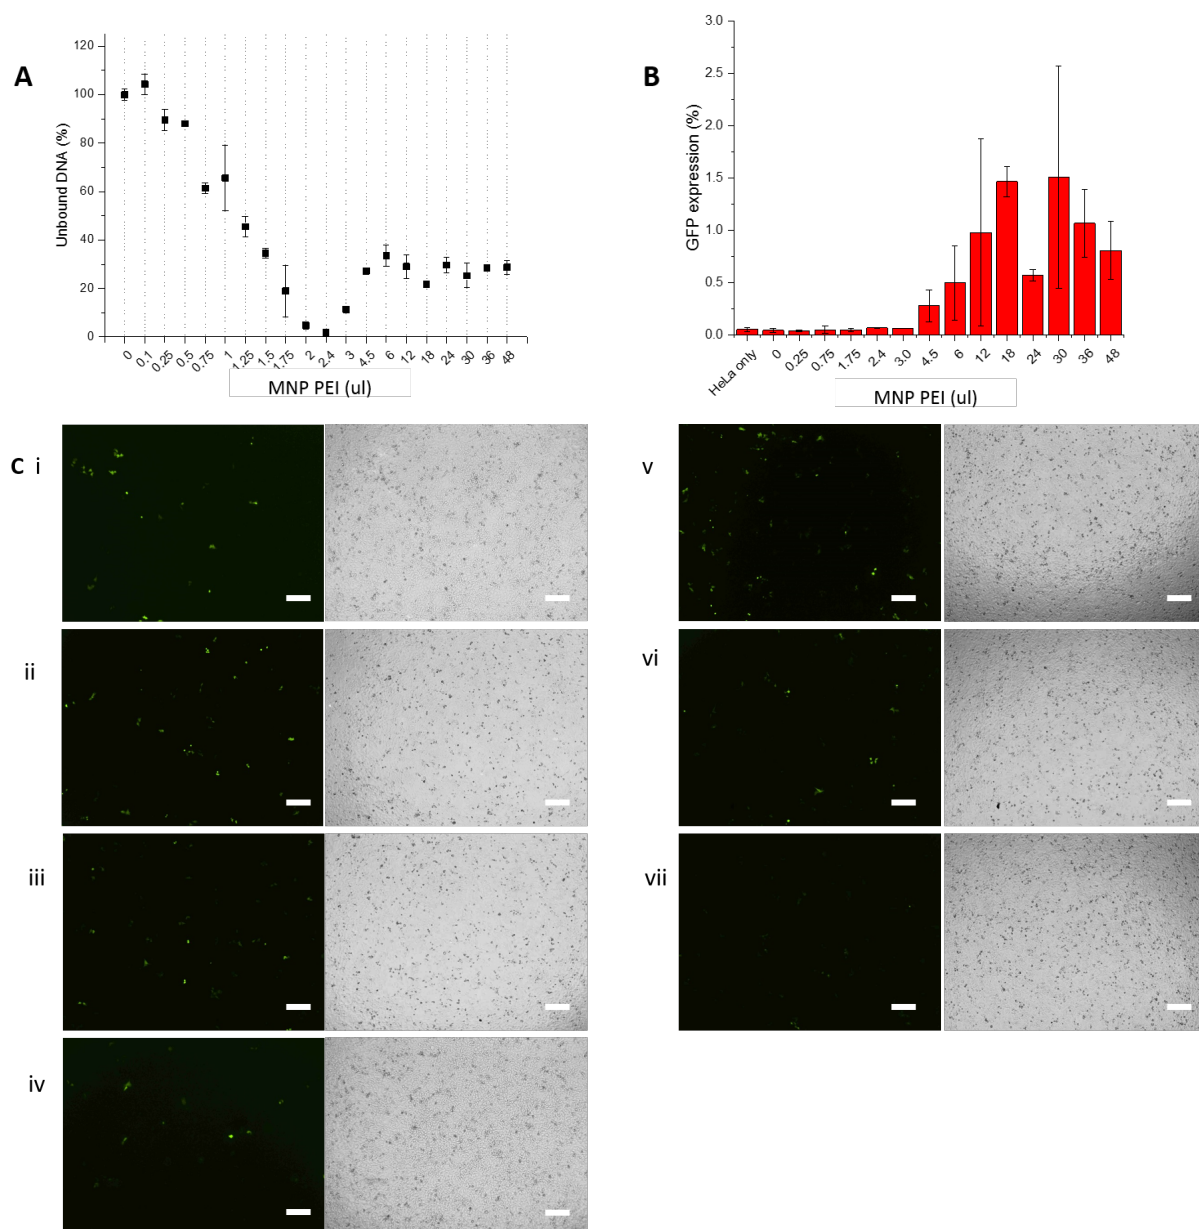 A
Unbound DNA (%)
120
100
80
60
40
20
0
0 0.1 0.25 0.5 0.75 1 1.25 1.5 1.75 2 2.4 3 4.5 6 12 18 24 30 36 48
MNP PEI (ul)
B
GFP expression (%)
3.0
2.5
2.0
1.5
1.0
0.5
0.0
HeLa only 0 0.25 0.75 1.75 2.4 3.0 4.5 6 12 18 24 30 36 48
MNP PEI (ul)
C i
ii
iii
iv
v
vi
vii